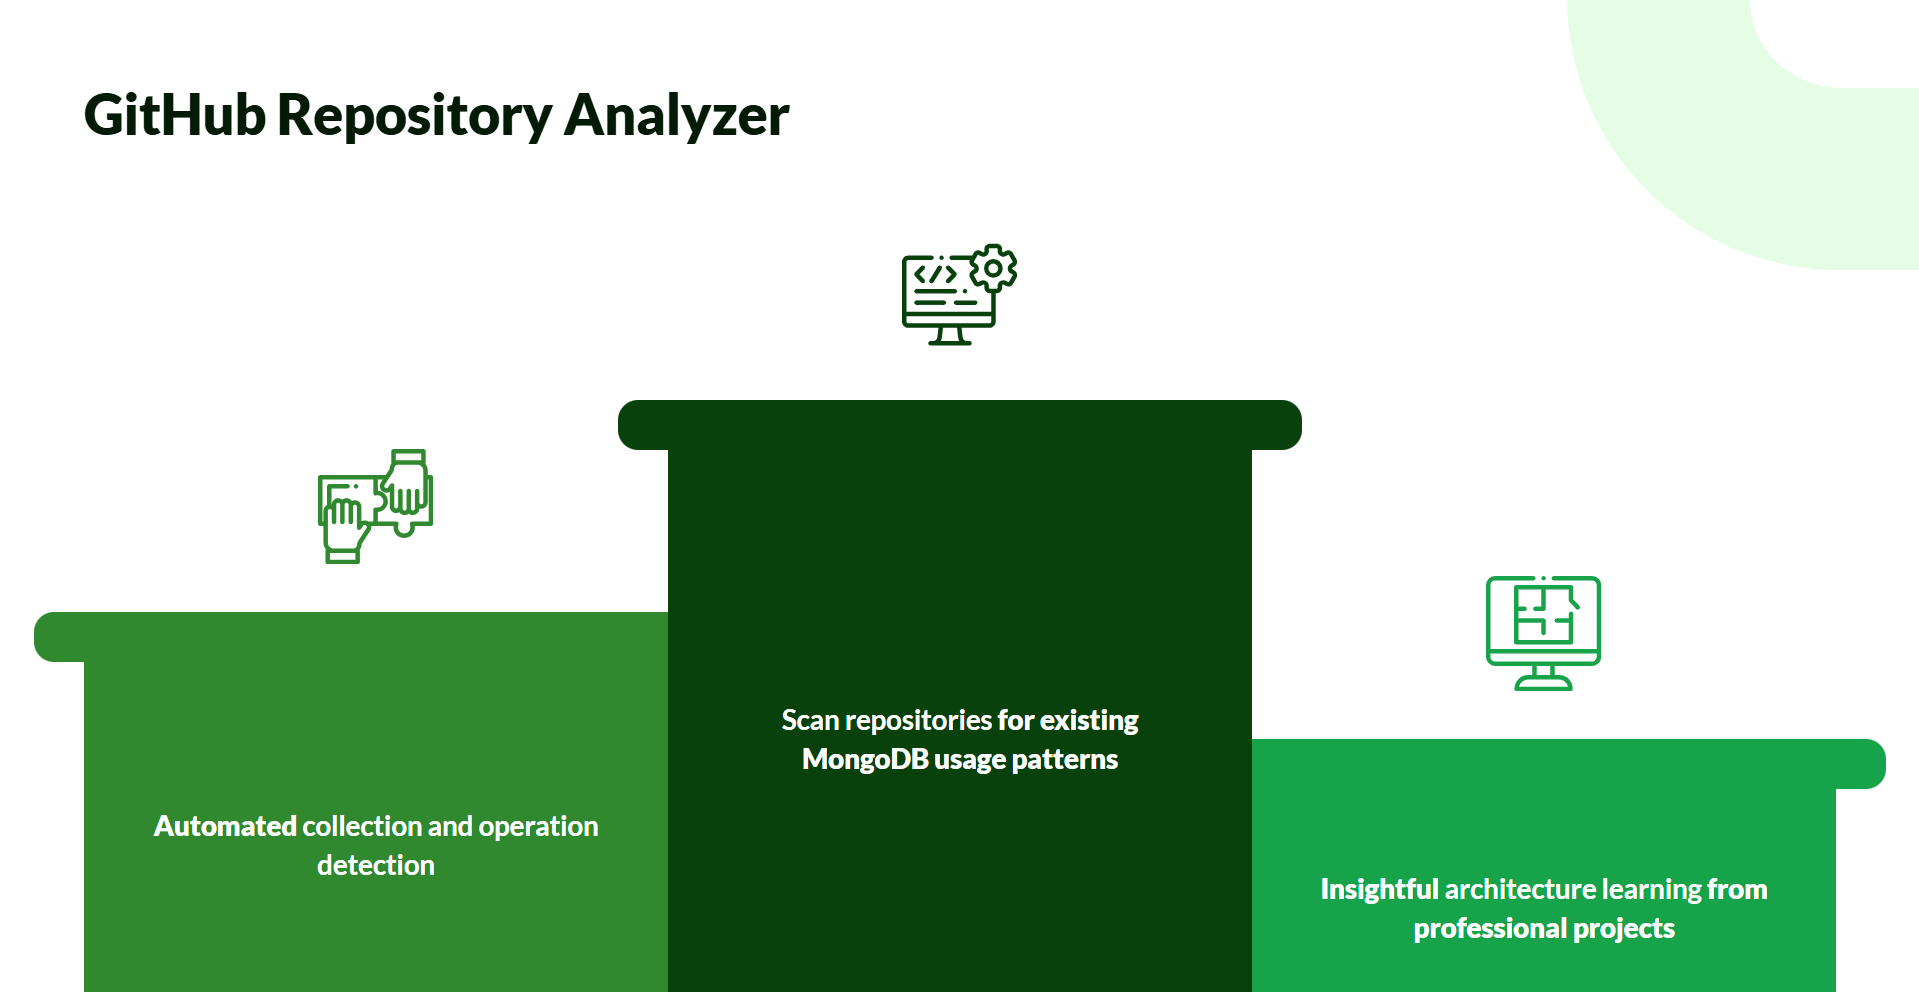 GitHub Repository Analyzer
Automated collection and operation
detection
Scan repositories for existing
MongoDB usage patterns
Insightful architecture learning from
professional projects